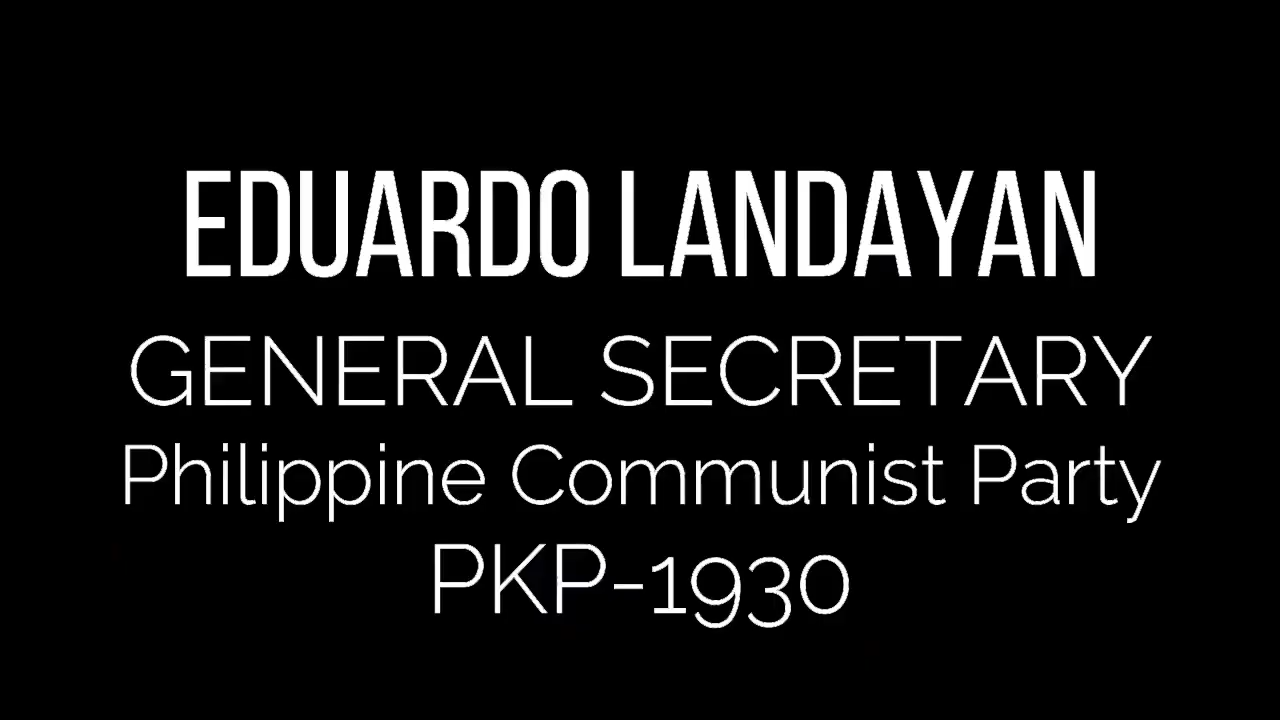 EDUARDO LANDAYAN
GENERAL SECRETARY
Philippine Communist Party
PKP-1930